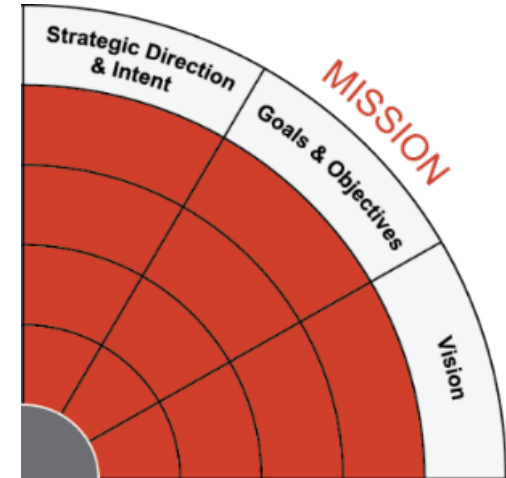 Strategic Direction
& Intent
MISSION
Goals & Objectives
Vision